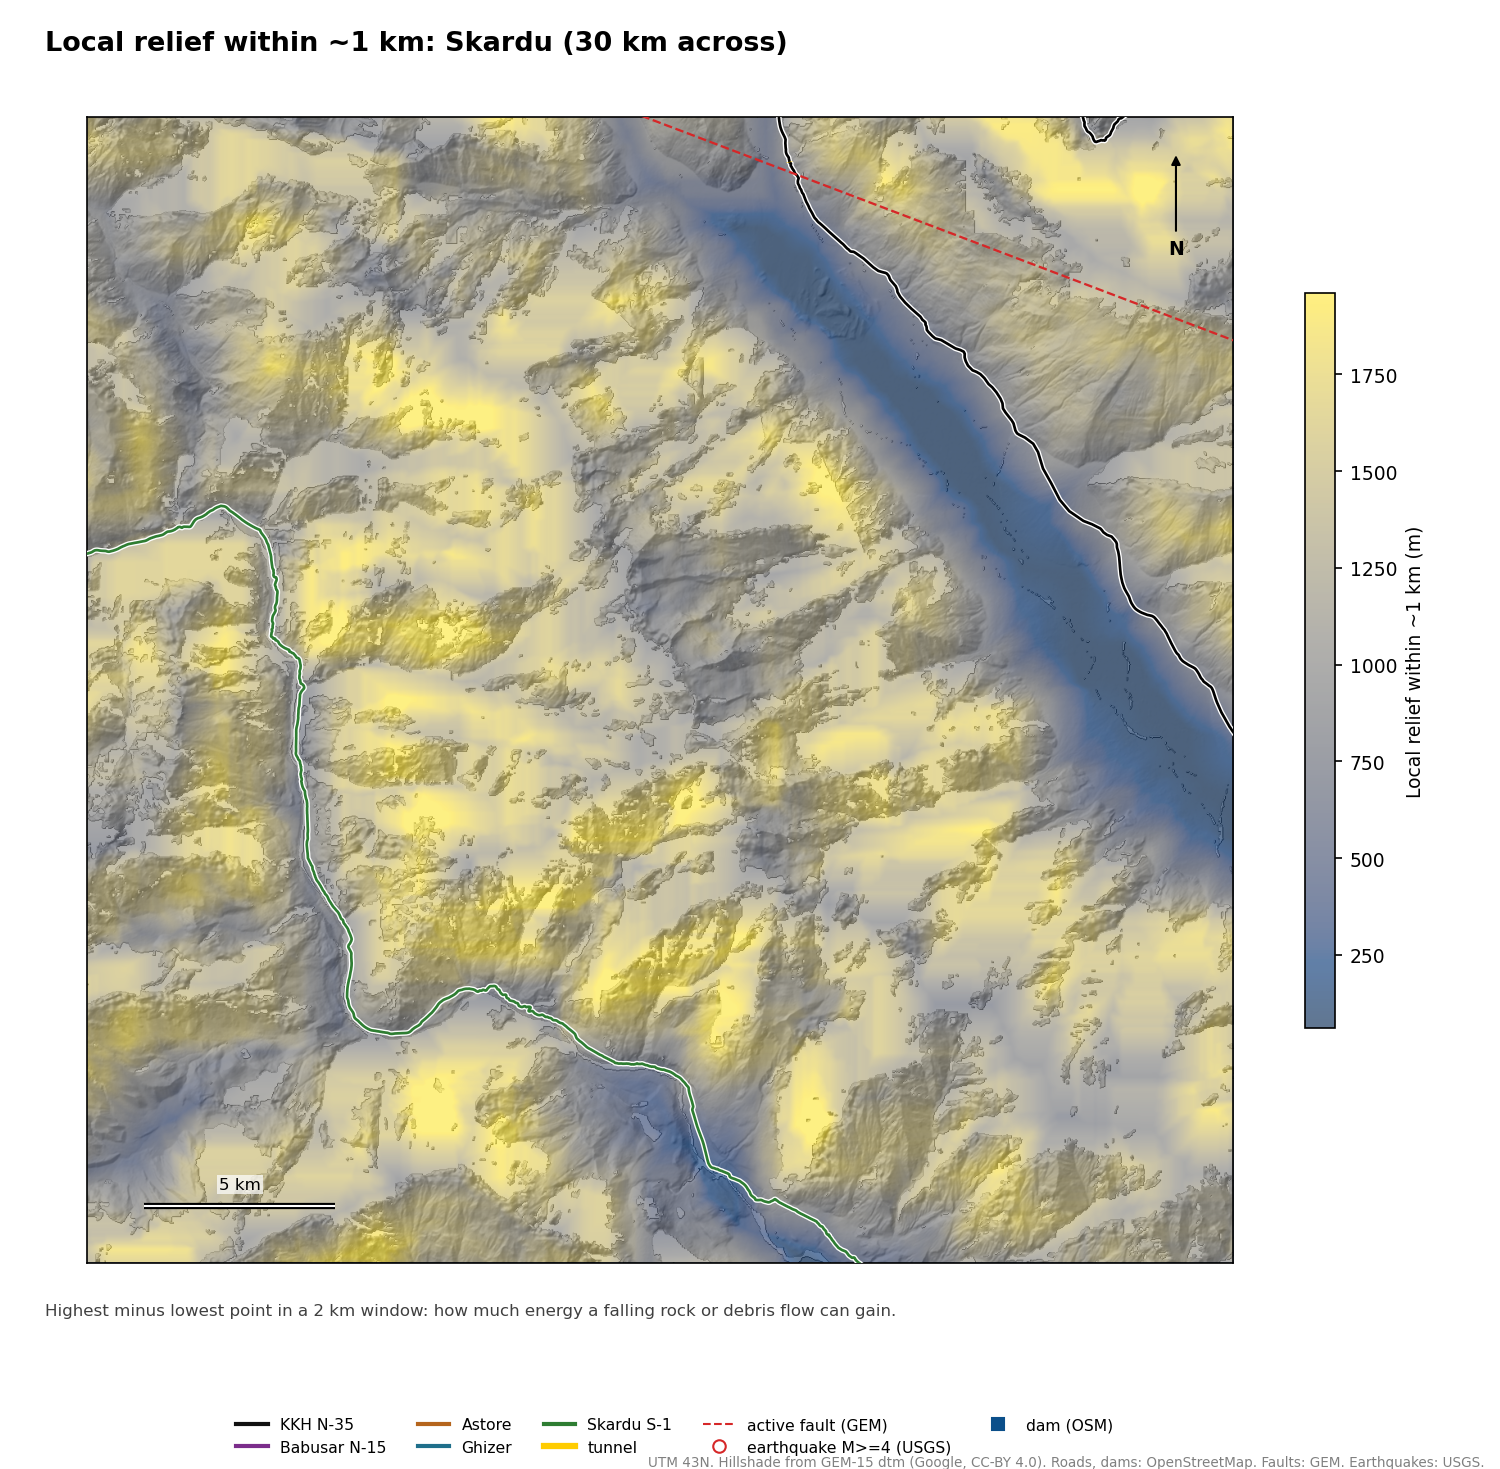 Local relief within ~1 km: Skardu (30 km across)
N
1750
1500
1250
1000
750
500
250
Local relief within ~1 km (m)
5 km
Highest minus lowest point in a 2 km window: how much energy a falling rock or debris flow can gain.
KKH N-35
Babusar N-15
Astore
Ghizer
Skardu S-1
tunnel
active fault (GEM)
earthquake M>=4 (USGS)
dam (OSM)
UTM 43N. Hillshade from GEM-15 dtm (Google, CC-BY 4.0). Roads, dams: OpenStreetMap. Faults: GEM. Earthquakes: USGS.